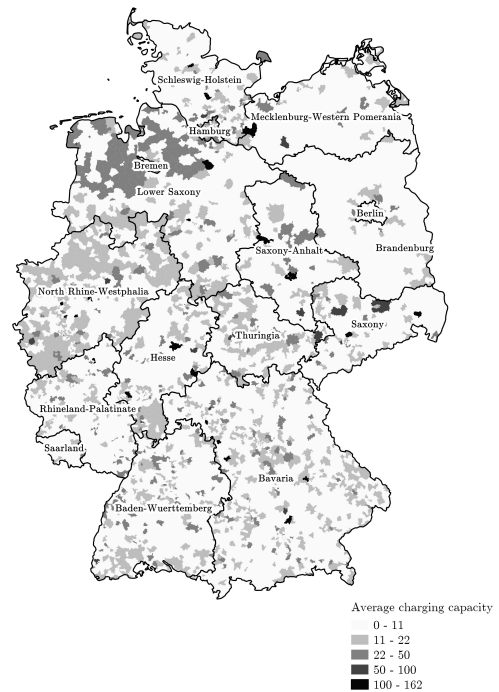 Schleswig-Holstein
Mecklenburg-Western Pomerania
Hamburg
Bremen
Lower Saxony
Berlin
Brandenburg
Saxony-Anhalt
North Rhine-Westphalia
Saxony
Thuringia
Hesse
Rhineland-Palatinate
Saarland
Bavaria
Baden-Wuerttemberg
Average charging capacity
0 - 11
11 - 22
22 - 50
50 - 100
100 - 162